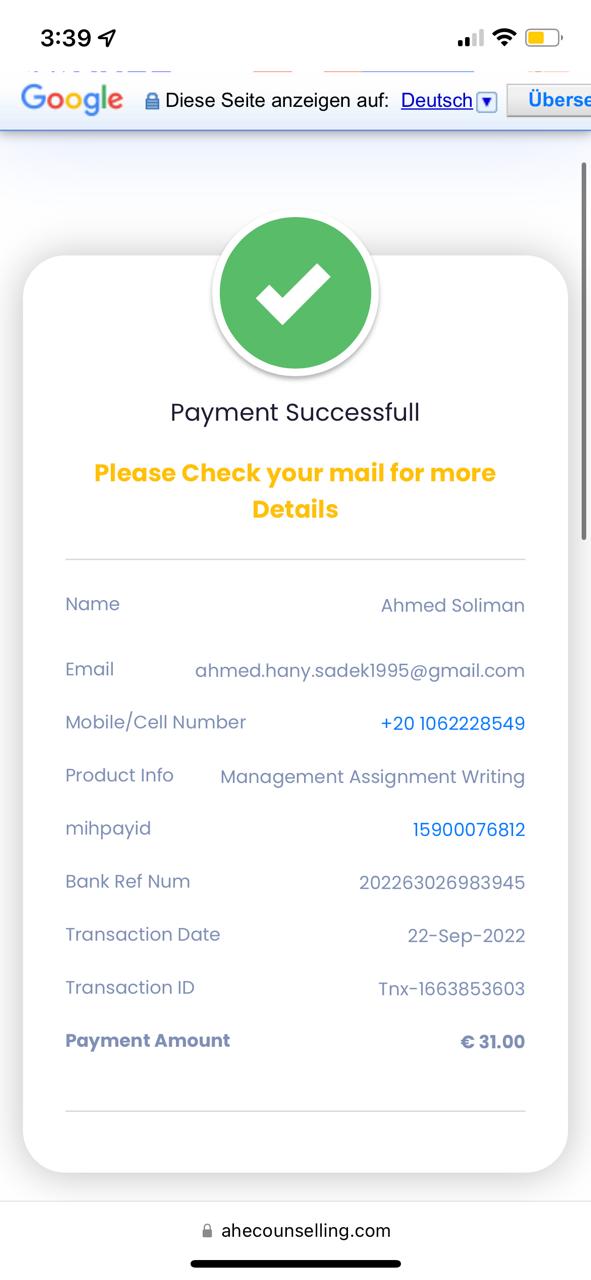 3:39
Google Diese Seite anzeigen auf: Deutsch Überse
Payment Successfull
Please Check your mail for more
Details
Name Ahmed Soliman
Email ahmed.hany.sadek1995@gmail.com
Mobile/Cell Number +20 1062228549
Product Info Management Assignment Writing
mihpayid 15900076812
Bank Ref Num 202263026983945
Transaction Date 22-Sep-2022
Transaction ID Tnx-1663853603
Payment Amount € 31.00
ahecounselling.com